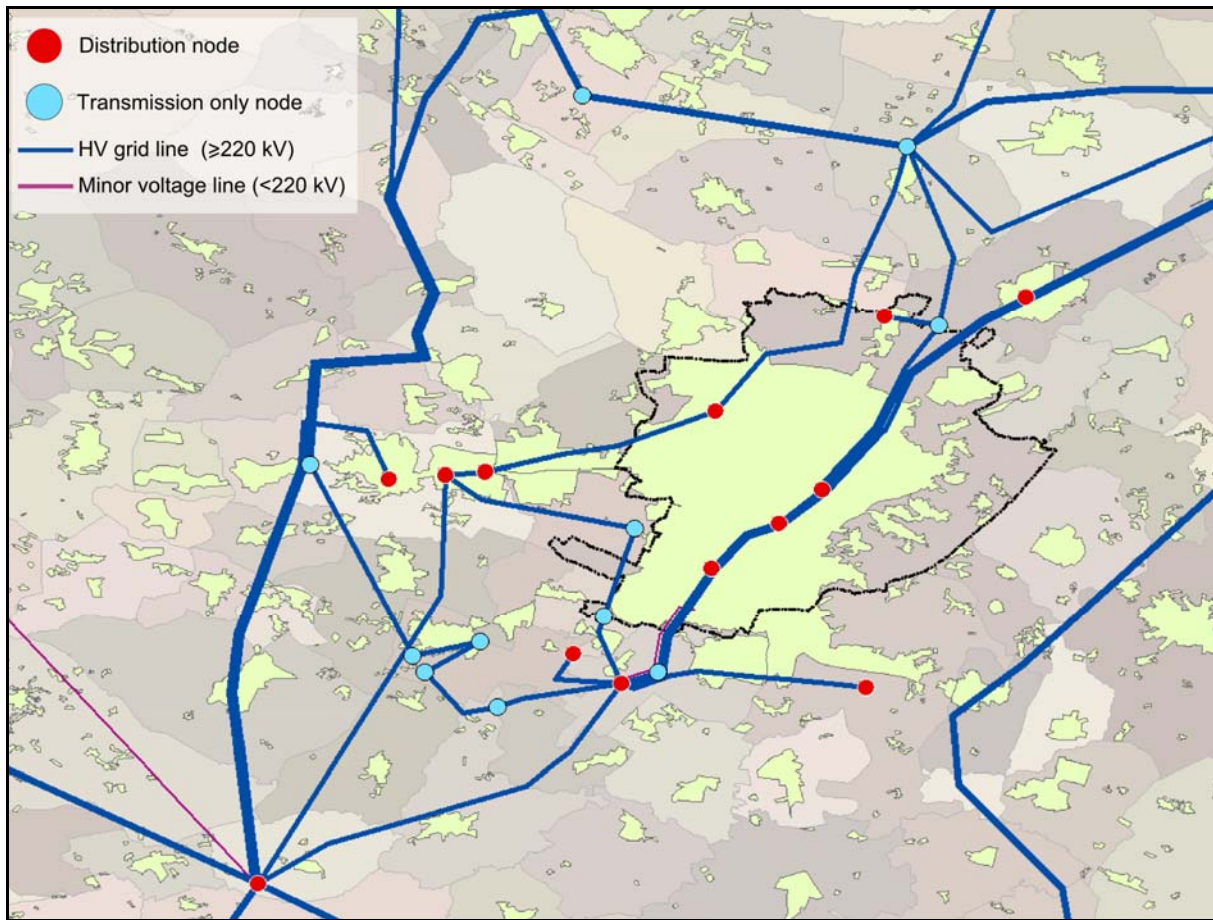 Distribution node
Transmission only node
HV grid line (⩾220 kV)
Minor voltage line (<220 kV)